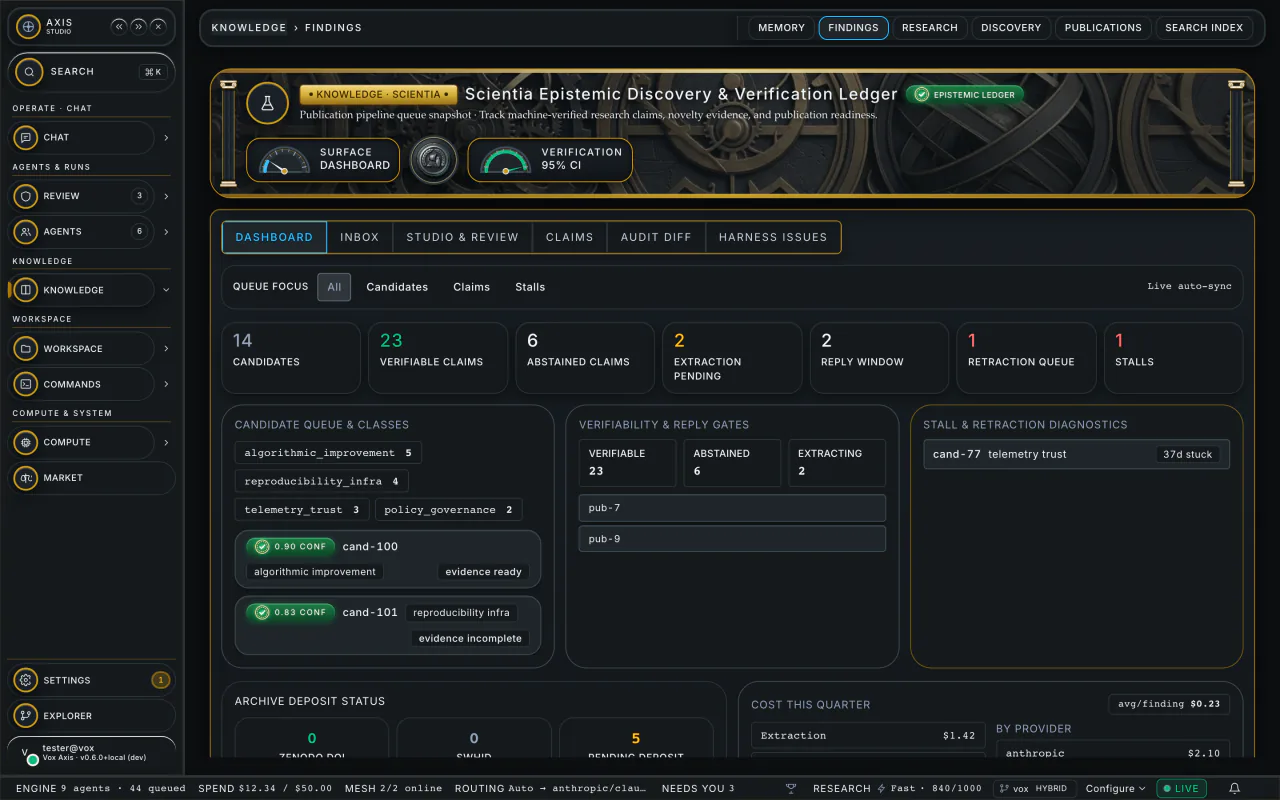 AXIS
STUDIO
SEARCH
⌘K
OPERATE · CHAT
CHAT
AGENTS & RUNS
REVIEW 3
AGENTS 6
KNOWLEDGE
KNOWLEDGE
WORKSPACE
WORKSPACE
COMMANDS
COMPUTE & SYSTEM
COMPUTE
MARKET
SETTINGS 1
EXPLORER
tester@vox
Vox Axis · v0.6.0+local (dev)
KNOWLEDGE › FINDINGS
MEMORY FINDINGS RESEARCH DISCOVERY PUBLICATIONS SEARCH INDEX
• KNOWLEDGE · SCIENTIA • Scientia Epistemic Discovery & Verification Ledger EPISTEMIC LEDGER
Publication pipeline queue snapshot · Track machine-verified research claims, novelty evidence, and publication readiness.
SURFACE
DASHBOARD
VERIFICATION
95% CI
DASHBOARD INBOX STUDIO & REVIEW CLAIMS AUDIT DIFF HARNESS ISSUES
QUEUE FOCUS All Candidates Claims Stalls Live auto-sync
14
CANDIDATES
23
VERIFIABLE CLAIMS
6
ABSTAINED CLAIMS
2
EXTRACTION
PENDING
2
REPLY WINDOW
1
RETRACTION QUEUE
1
STALLS
CANDIDATE QUEUE & CLASSES
algorithmic_improvement 5
reproducibility_infra 4
telemetry_trust 3 policy_governance 2
0.90 CONF cand-100
algorithmic improvement evidence ready
0.83 CONF cand-101 reproducibility infra
evidence incomplete
VERIFIABILITY & REPLY GATES
VERIFIABLE
23
ABSTAINED
6
EXTRACTING
2
pub-7
pub-9
STALL & RETRACTION DIAGNOSTICS
cand-77 telemetry trust 37d stuck
ARCHIVE DEPOSIT STATUS
0
ZENODO DOI
0
SWHID
5
PENDING DEPOSIT
COST THIS QUARTER avg/finding $0.23
Extraction $1.42
BY PROVIDER
anthropic $2.10
ENGINE 9 agents · 44 queued SPEND $12.34 / $50.00 MESH 2/2 online ROUTING Auto → anthropic/clau… NEEDS YOU 3 RESEARCH Fast · 840/1000 vox HYBRID Configure LIVE